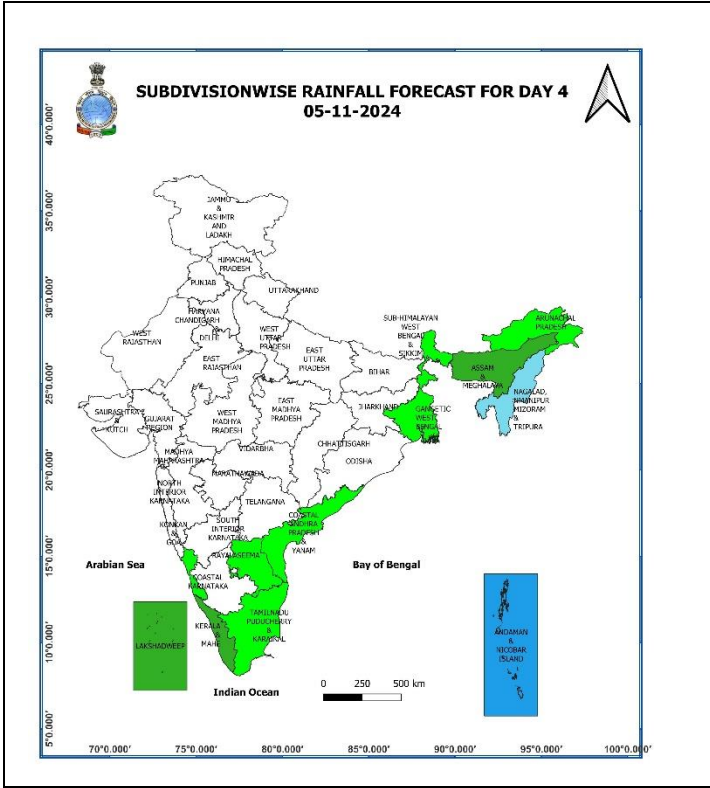 SUBDIVISIONWISE RAINFALL FORECAST FOR DAY 4
05-11-2024
40°0.000'
35°0.000'
30°0.000'
25°0.000'
20°0.000'
15°0.000'
10°0.000'
5°0.000'
JAMMU
&
KASHMIR
AND
LADAKH
HIMACHAL
PRADESH
PUNJAB
UTTARAKHAND
HARYANA
CHANDIGARH
DELHI
WEST
RAJASTHAN
WEST
UTTAR
PRADESH
EAST
UTTAR
PRADESH
EAST
RAJASTHAN
SUB-HIMALAYAN
WEST
BENGAL
&
SIKKIM
ARUNACHAL
PRADESH
ASSAM
&
MEGHALAYA
NAGALAD,
MANIPUR
MIZORAM
&
TRIPURA
BIHAR
JHARKHAND
GANGETIC
WEST
BENGAL
SAURASHTRA
&
KUTCH
GUJARAT
REGION
WEST
MADHYA
PRADESH
EAST
MADHYA
PRADESH
CHHATTISGARH
ODISHA
VIDARBHA
MADHYA
MAHARASHTRA
MARATHAWADA
NORTH
INTERIOR
KARNATAKA
TELANGANA
KONKAN
&
GOA
SOUTH
INTERIOR
KARNATAKA
COASTAL
ANDHRA
PRADESH
&
YANAM
RAYALASEEMA
COASTAL
KARNATAKA
Arabian Sea
Bay of Bengal
TAMILNADU
PUDUCHERRY
&
KARAIKAL
KERALA
&
MAHE
LAKSHADWEEP
ANDAMAN
&
NICOBAR
ISLAND
Indian Ocean
0 250 500 km
70°0.000' 75°0.000' 80°0.000' 85°0.000' 90°0.000' 95°0.000' 100°0.000'